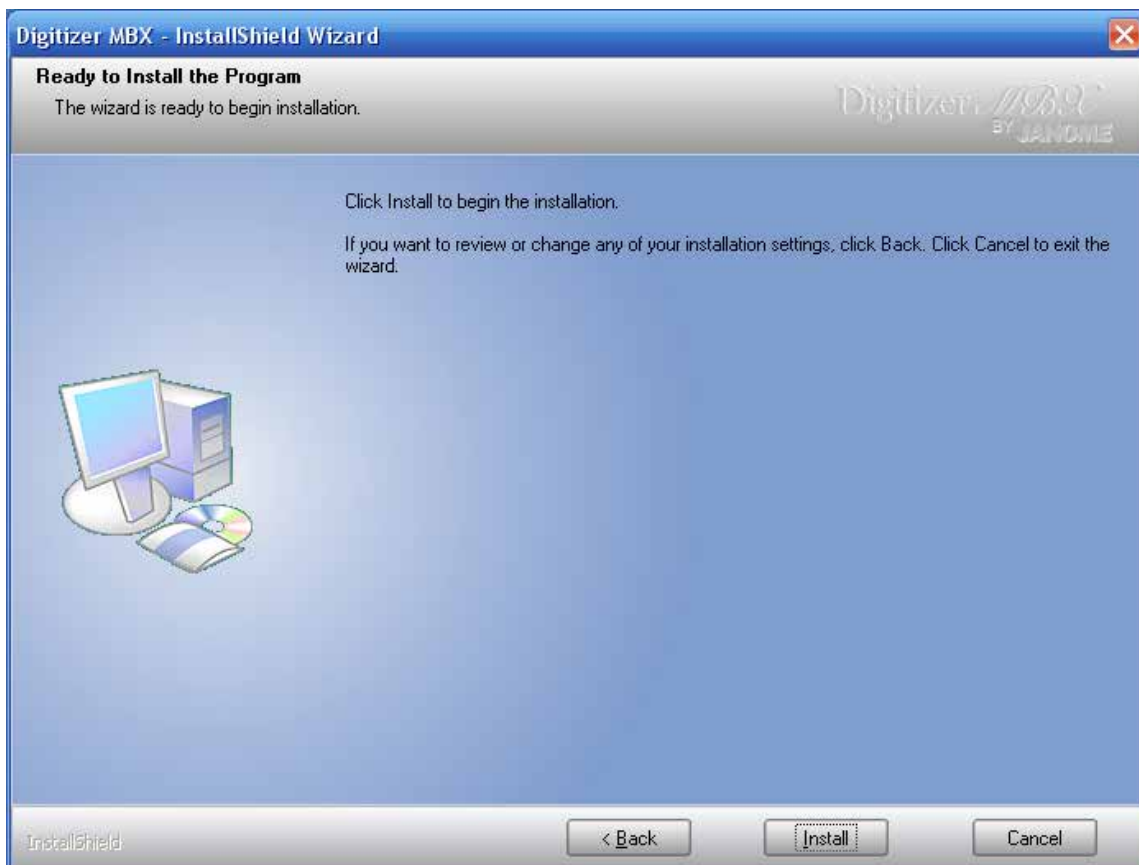 Digitizer MBX - InstallShield Wizard
Ready to Install the Program
The wizard is ready to begin installation.
Digitizer MBX
BY JANOME
Click Install to begin the installation.
If you want to review or change any of your installation settings, click Back. Click Cancel to exit the
wizard.
InstallShield
< Back
Install
Cancel